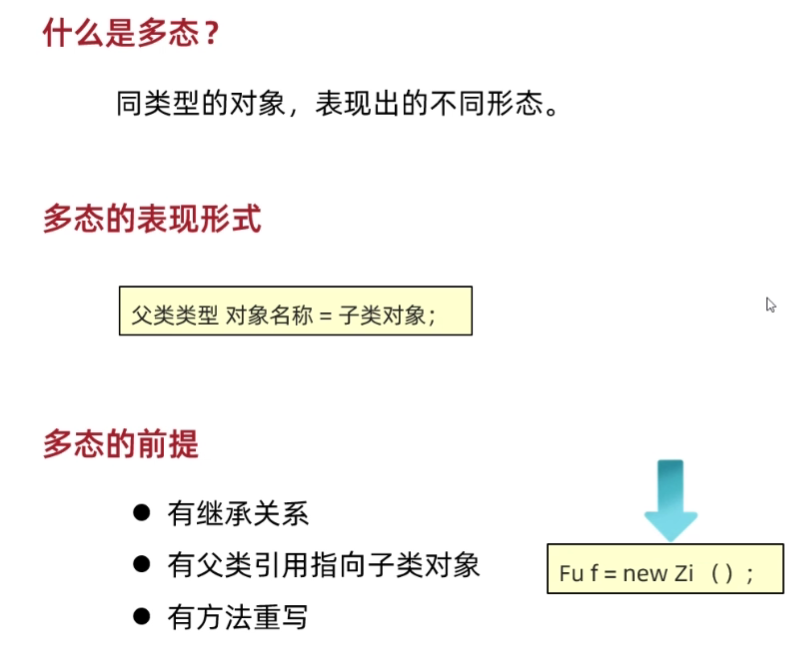 什么是多态？
同类型的对象，表现出的不同形态。
多态的表现形式
父类类型 对象名称 = 子类对象；
多态的前提
● 有继承关系
● 有父类引用指向子类对象
Fu f = new Zi （）；
● 有方法重写